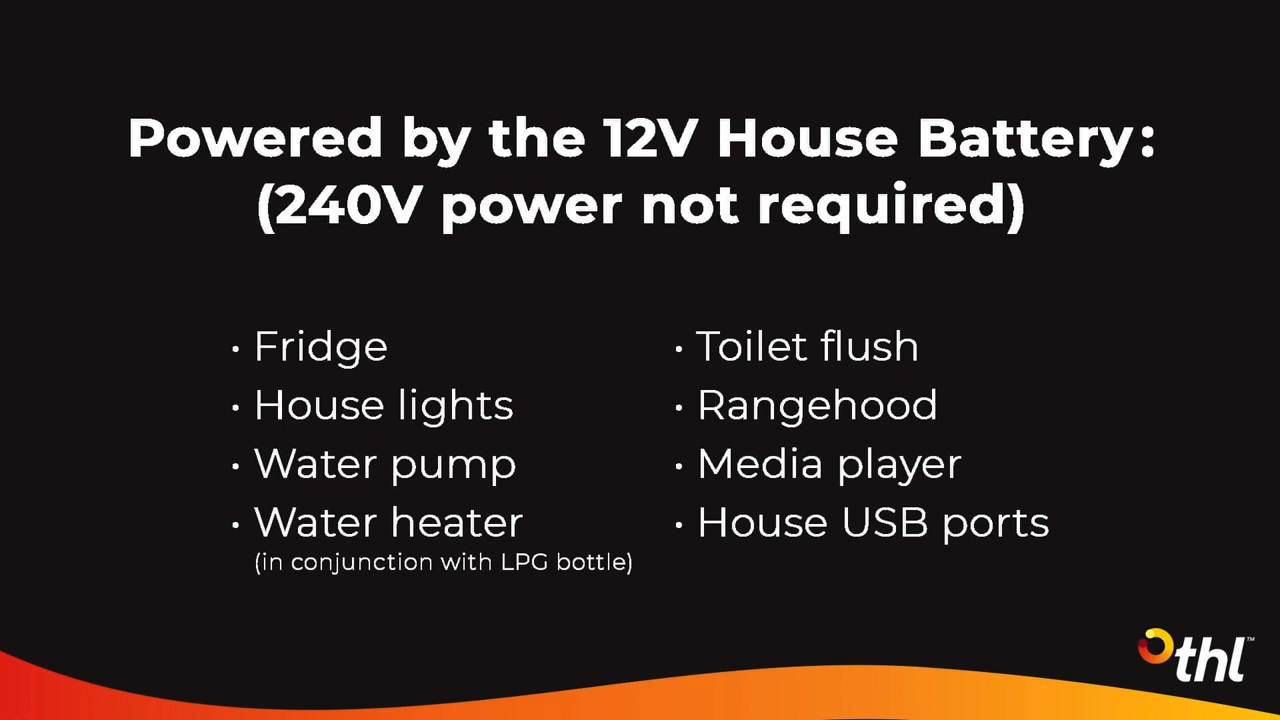 Powered by the 12V House Battery:
(240V power not required)
· Fridge
· House lights
· Water pump
· Water heater
(in conjunction with LPG bottle)
· Toilet flush
· Rangehood
· Media player
· House USB ports
thl™